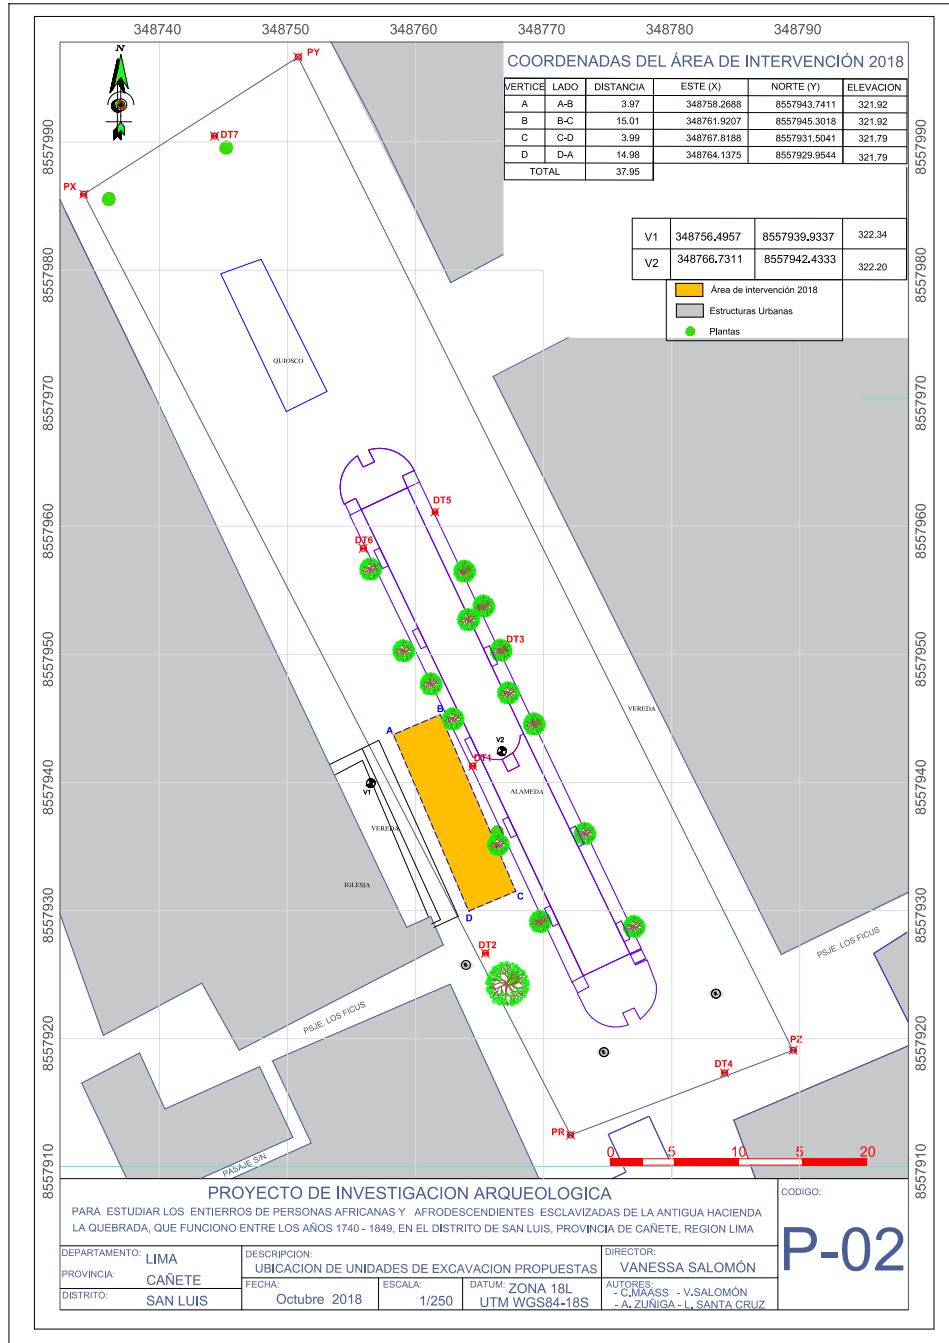 348740 348750 348760 348770 348780 348790
N
PY
COORDENADAS DEL ÁREA DE INTERVENCIÓN 2018
VERTICE LADO DISTANCIA ESTE (X) NORTE (Y) ELEVACION
A A-B 3.97 348758.2688 8557943.7411 321.92
B B-C 15.01 348761.9207 8557945.3018 321.92
C C-D 3.99 348767.8188 8557931.5041 321.79
D D-A 14.98 348764.1375 8557929.9544 321.79
TOTAL 37.95
V1 348756.4957 8557939.9337 322.34
V2 348766.7311 8557942.4333 322.20
Área de intervención 2018
Estructuras Urbanas
Plantas
8557990 8557990
8557980 8557980
8557970 8557970
8557960 8557960
8557950 8557950
8557940 8557940
8557930 8557930
8557920 8557920
8557910 8557910
DT7
PX
QUIOSCO
DT5
DT6
DT3
VEREDA
B
A
V2
DT1
V1
ALAMEDA
VEREDA
IGLESIA
C
D
DT2
PSJE. LOS FICUS
PSJE. LOS FICUS
PZ
DT4
PR
PASAJE S/N
0 5 10 5 20
PROYECTO DE INVESTIGACION ARQUEOLOGICA
PARA ESTUDIAR LOS ENTIERROS DE PERSONAS AFRICANAS Y AFRODESCENDIENTES ESCLAVIZADAS DE LA ANTIGUA HACIENDA
LA QUEBRADA, QUE FUNCIONO ENTRE LOS AÑOS 1740 - 1849, EN EL DISTRITO DE SAN LUIS, PROVINCIA DE CAÑETE, REGION LIMA
CODIGO:
P-02
DEPARTAMENTO: LIMA
PROVINCIA: CAÑETE
DISTRITO: SAN LUIS
DESCRIPCION:
UBICACION DE UNIDADES DE EXCAVACION PROPUESTAS
DIRECTOR:
VANESSA SALOMÓN
FECHA:
Octubre 2018
ESCALA:
1/250
DATUM: ZONA 18L
UTM WGS84-18S
AUTORES:
- C.MAASS - V.SALOMÓN
- A. ZUÑIGA - L. SANTA CRUZ